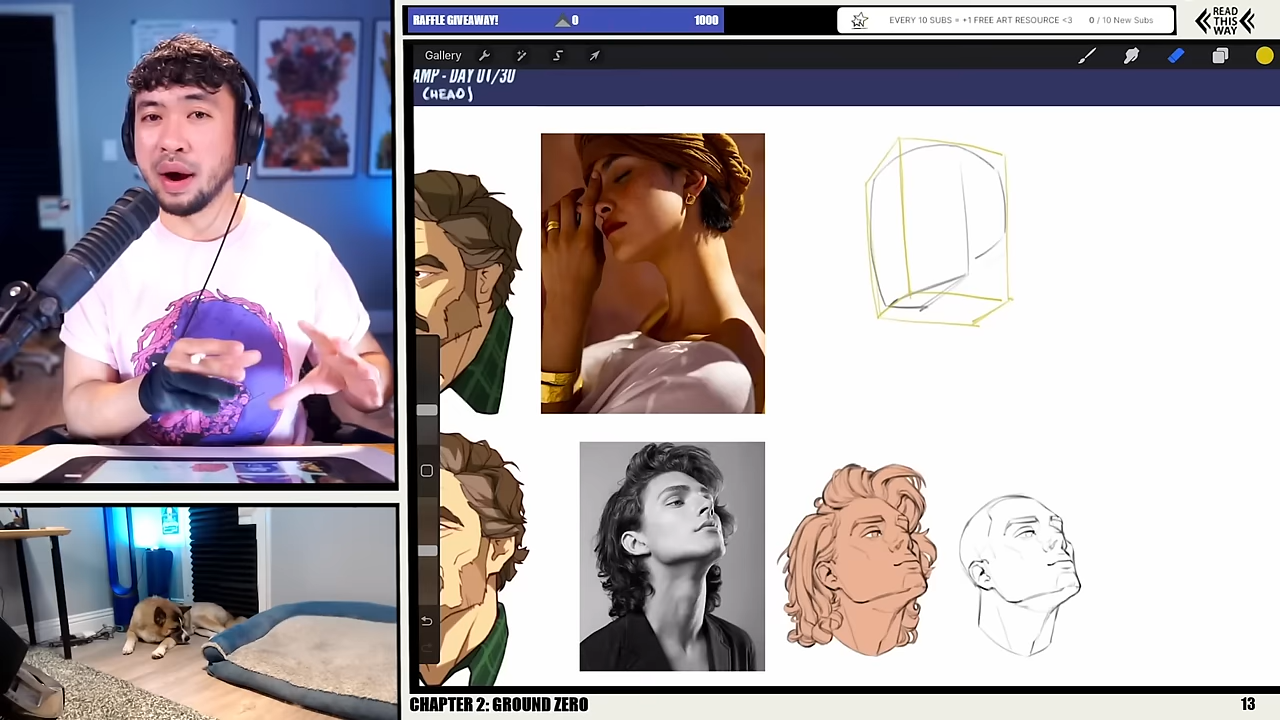 RAFFLE GIVEAWAY!
0
1000
EVERY 10 SUBS = +1 FREE ART RESOURCE <3
0 / 10 New Subs
READ
THIS
WAY
Gallery
AMP - DAY 01/30
(HEAD)
CHAPTER 2: GROUND ZERO
13